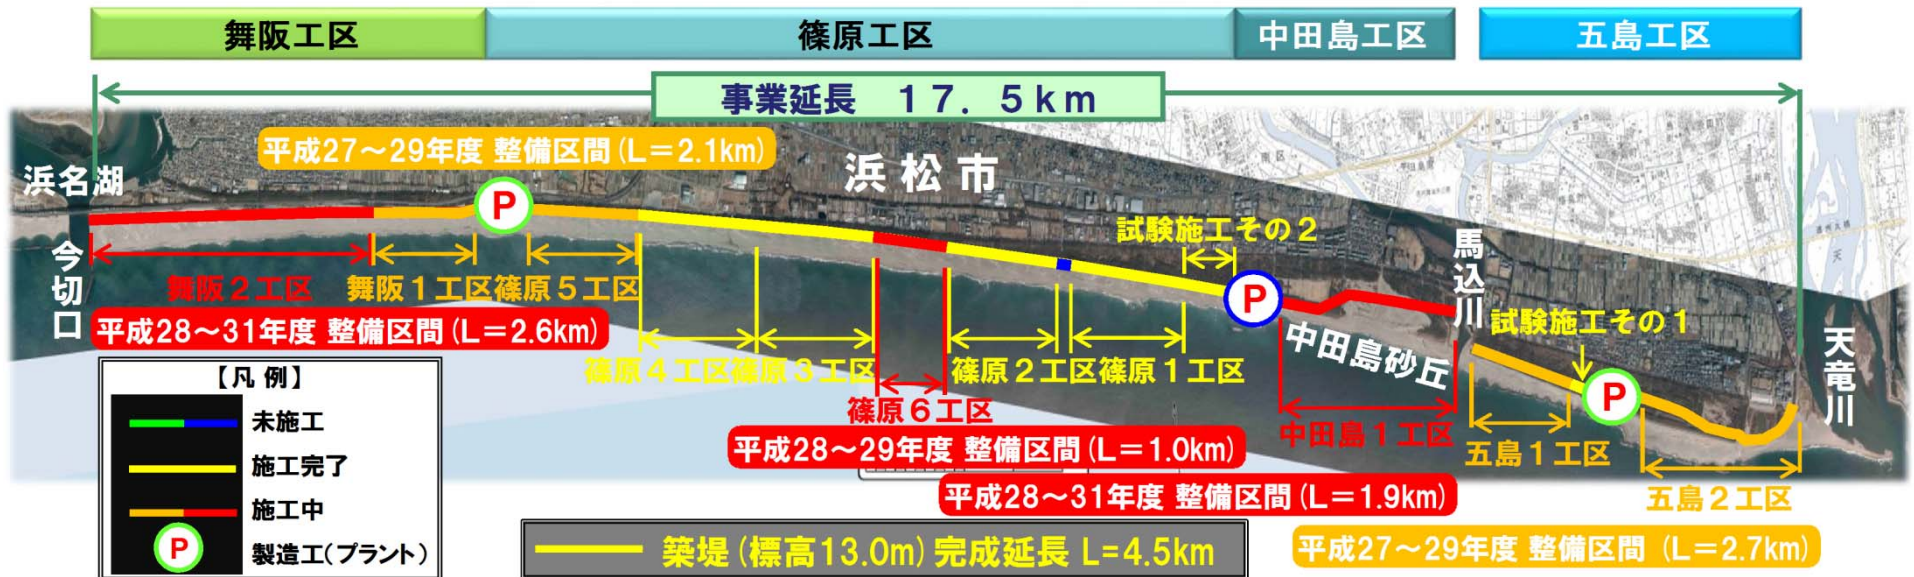 舞阪工区
篠原工区
中田島工区
五島工区
事業延長 17.5km
平成27～29年度 整備区間(L=2.1km)
浜松市
浜名湖
今切口
P
試験施工その2
P
馬込川
試験施工その1
P
天竜川
中田島砂丘
舞阪2工区
舞阪1工区
篠原5工区
平成28～31年度 整備区間(L=2.6km)
篠原4工区
篠原3工区
篠原2工区
篠原1工区
篠原6工区
平成28～29年度 整備区間(L=1.0km)
中田島1工区
平成28～31年度 整備区間(L=1.9km)
五島1工区
五島2工区
平成27～29年度 整備区間 (L=2.7km)
【凡例】
未施工
施工完了
施工中
P 製造工(プラント)
築堤(標高13.0m)完成延長 L=4.5km